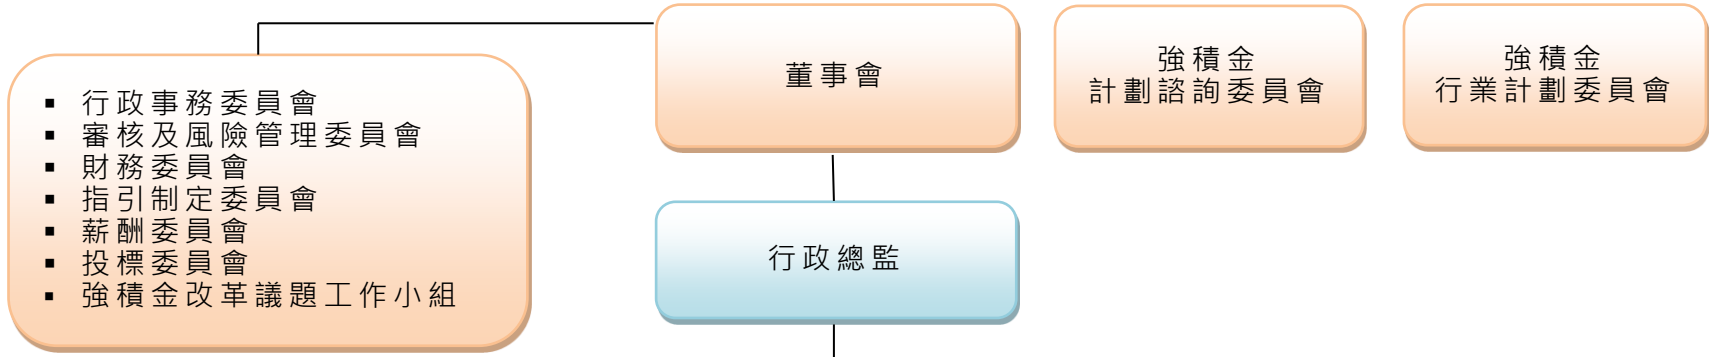 董事會
強積金
計劃諮詢委員會
強積金
行業計劃委員會
▪ 行政事務委員會
▪ 審核及風險管理委員會
▪ 財務委員會
▪ 指引制定委員會
▪ 薪酬委員會
▪ 投標委員會
▪ 強積金改革議題工作小組
行政總監